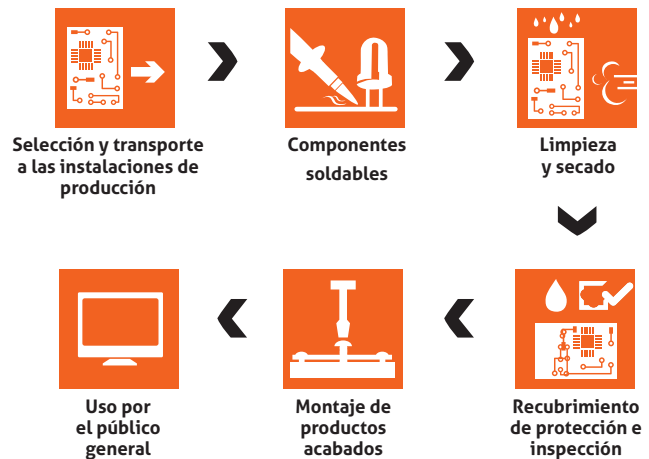 Selección y transporte
a las instalaciones de
producción
Componentes
soldables
Limpieza
y secado
Recubrimiento
de protección e
inspección
Montaje de
productos
acabados
Uso por
el público
general